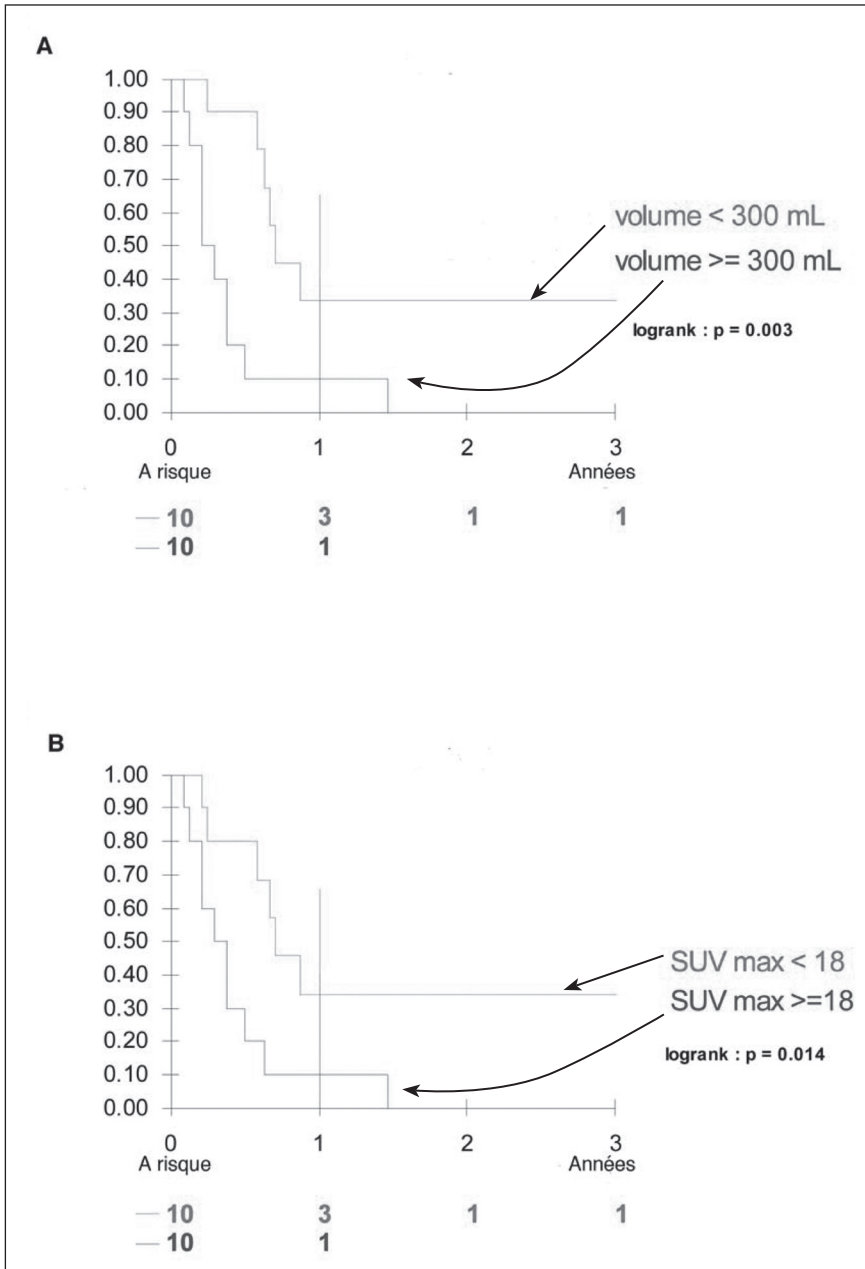 A
1.00
0.90
0.80
0.70
0.60
0.50
0.40
0.30
0.20
0.10
0.00
volume < 300 mL
volume >= 300 mL
logrank : p = 0.003
0 1 2 3
A risque Années
10 3 1 1
10 1
B
1.00
0.90
0.80
0.70
0.60
0.50
0.40
0.30
0.20
0.10
0.00
SUV max < 18
SUV max >=18
logrank : p = 0.014
0 1 2 3
A risque Années
10 3 1 1
10 1